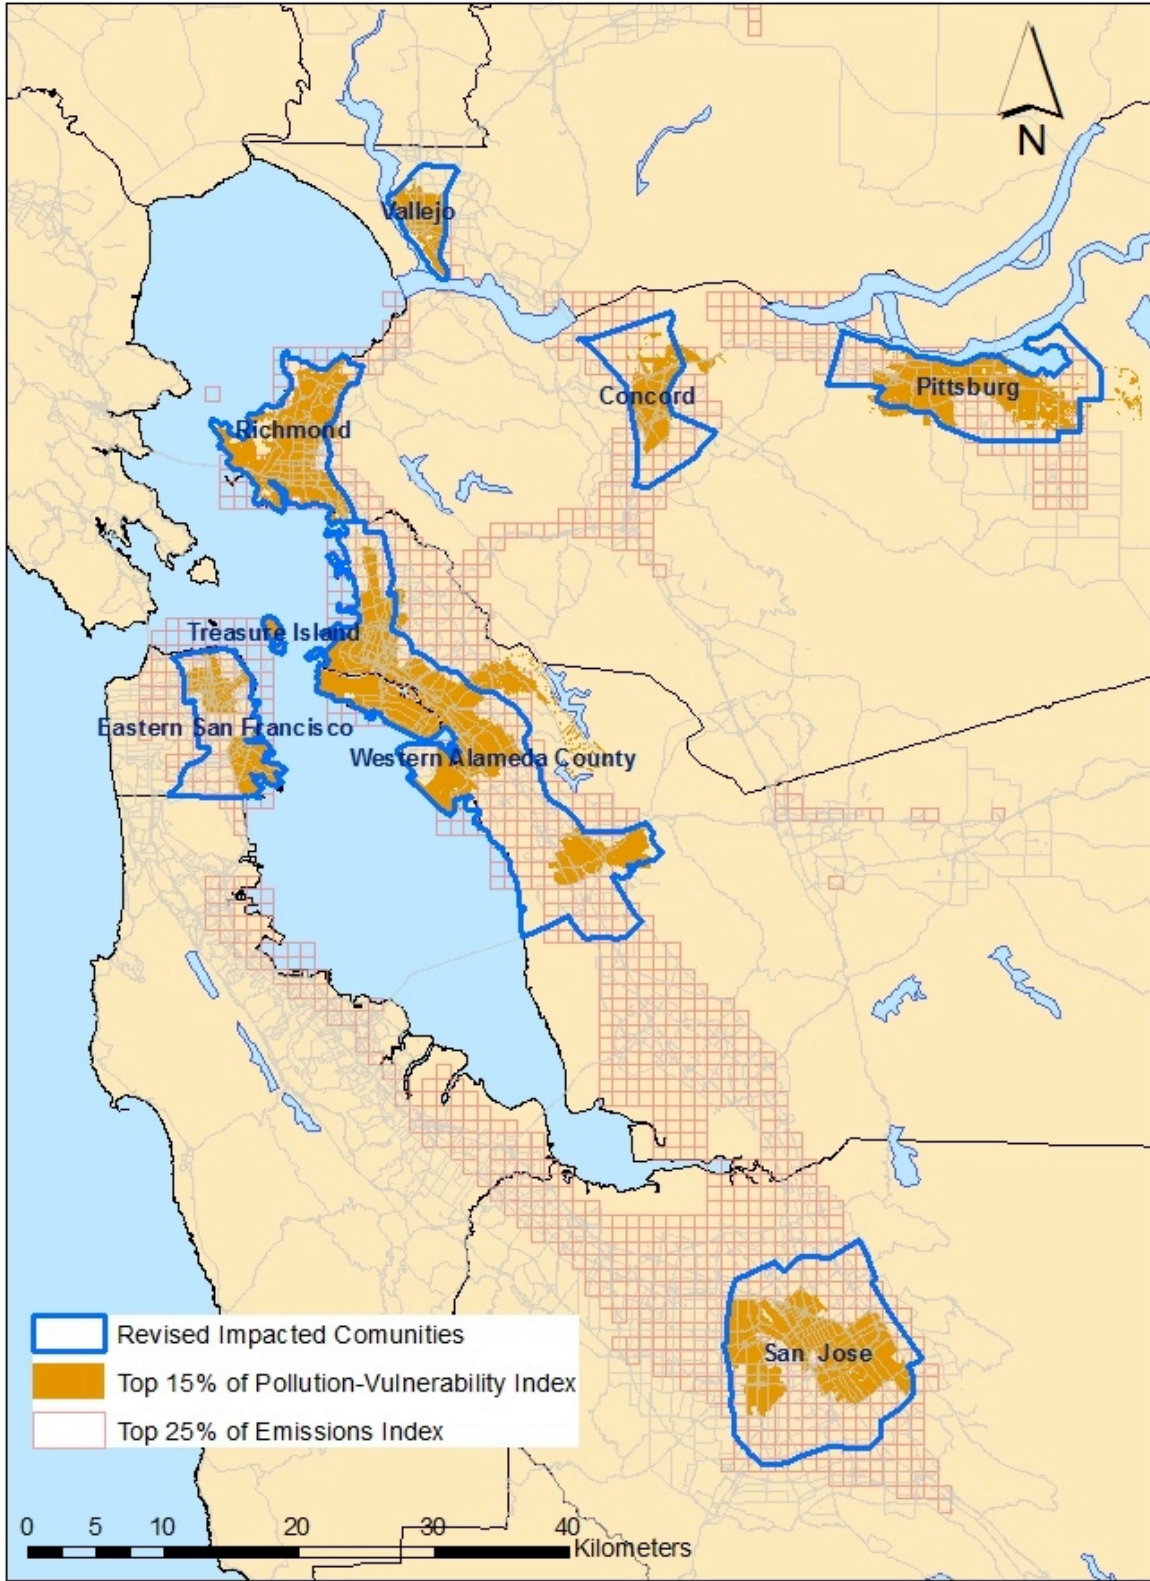 N
Vallejo
Concord
Pittsburg
Richmond
Treasure Island
Eastern San Francisco
Western Alameda County
San Jose
Revised Impacted Comunities
Top 15% of Pollution-Vulnerability Index
Top 25% of Emissions Index
0 5 10 20 30 40
Kilometers